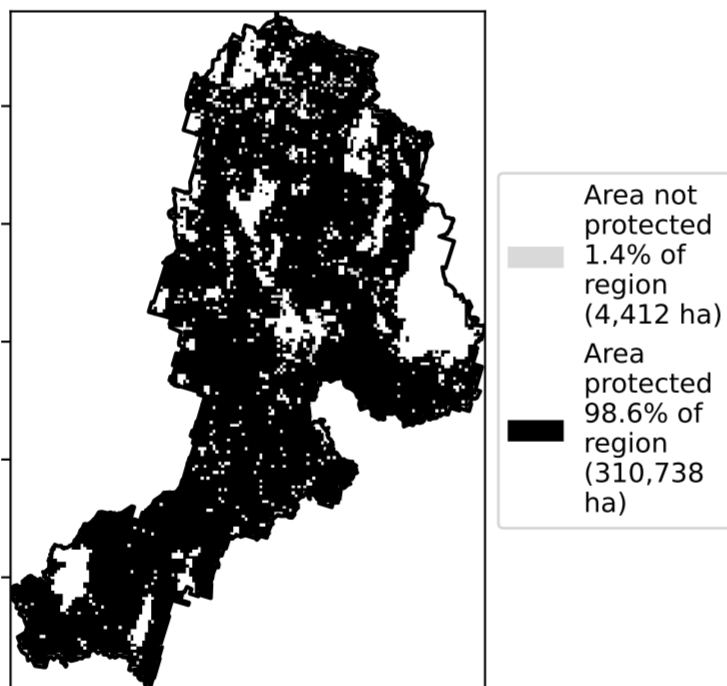 Area not
protected
1.4% of
region
(4,412 ha)
Area
protected
98.6% of
region
(310,738
ha)